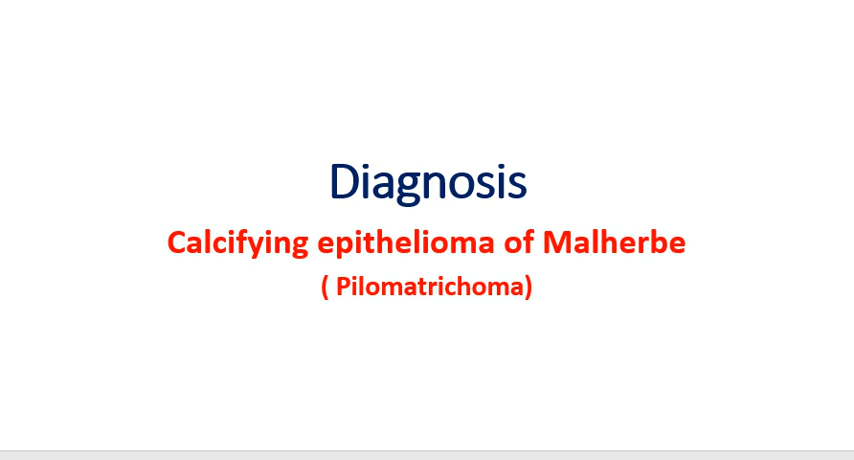 Diagnosis
Calcifying epithelioma of Malherbe
( Pilomatrichoma)